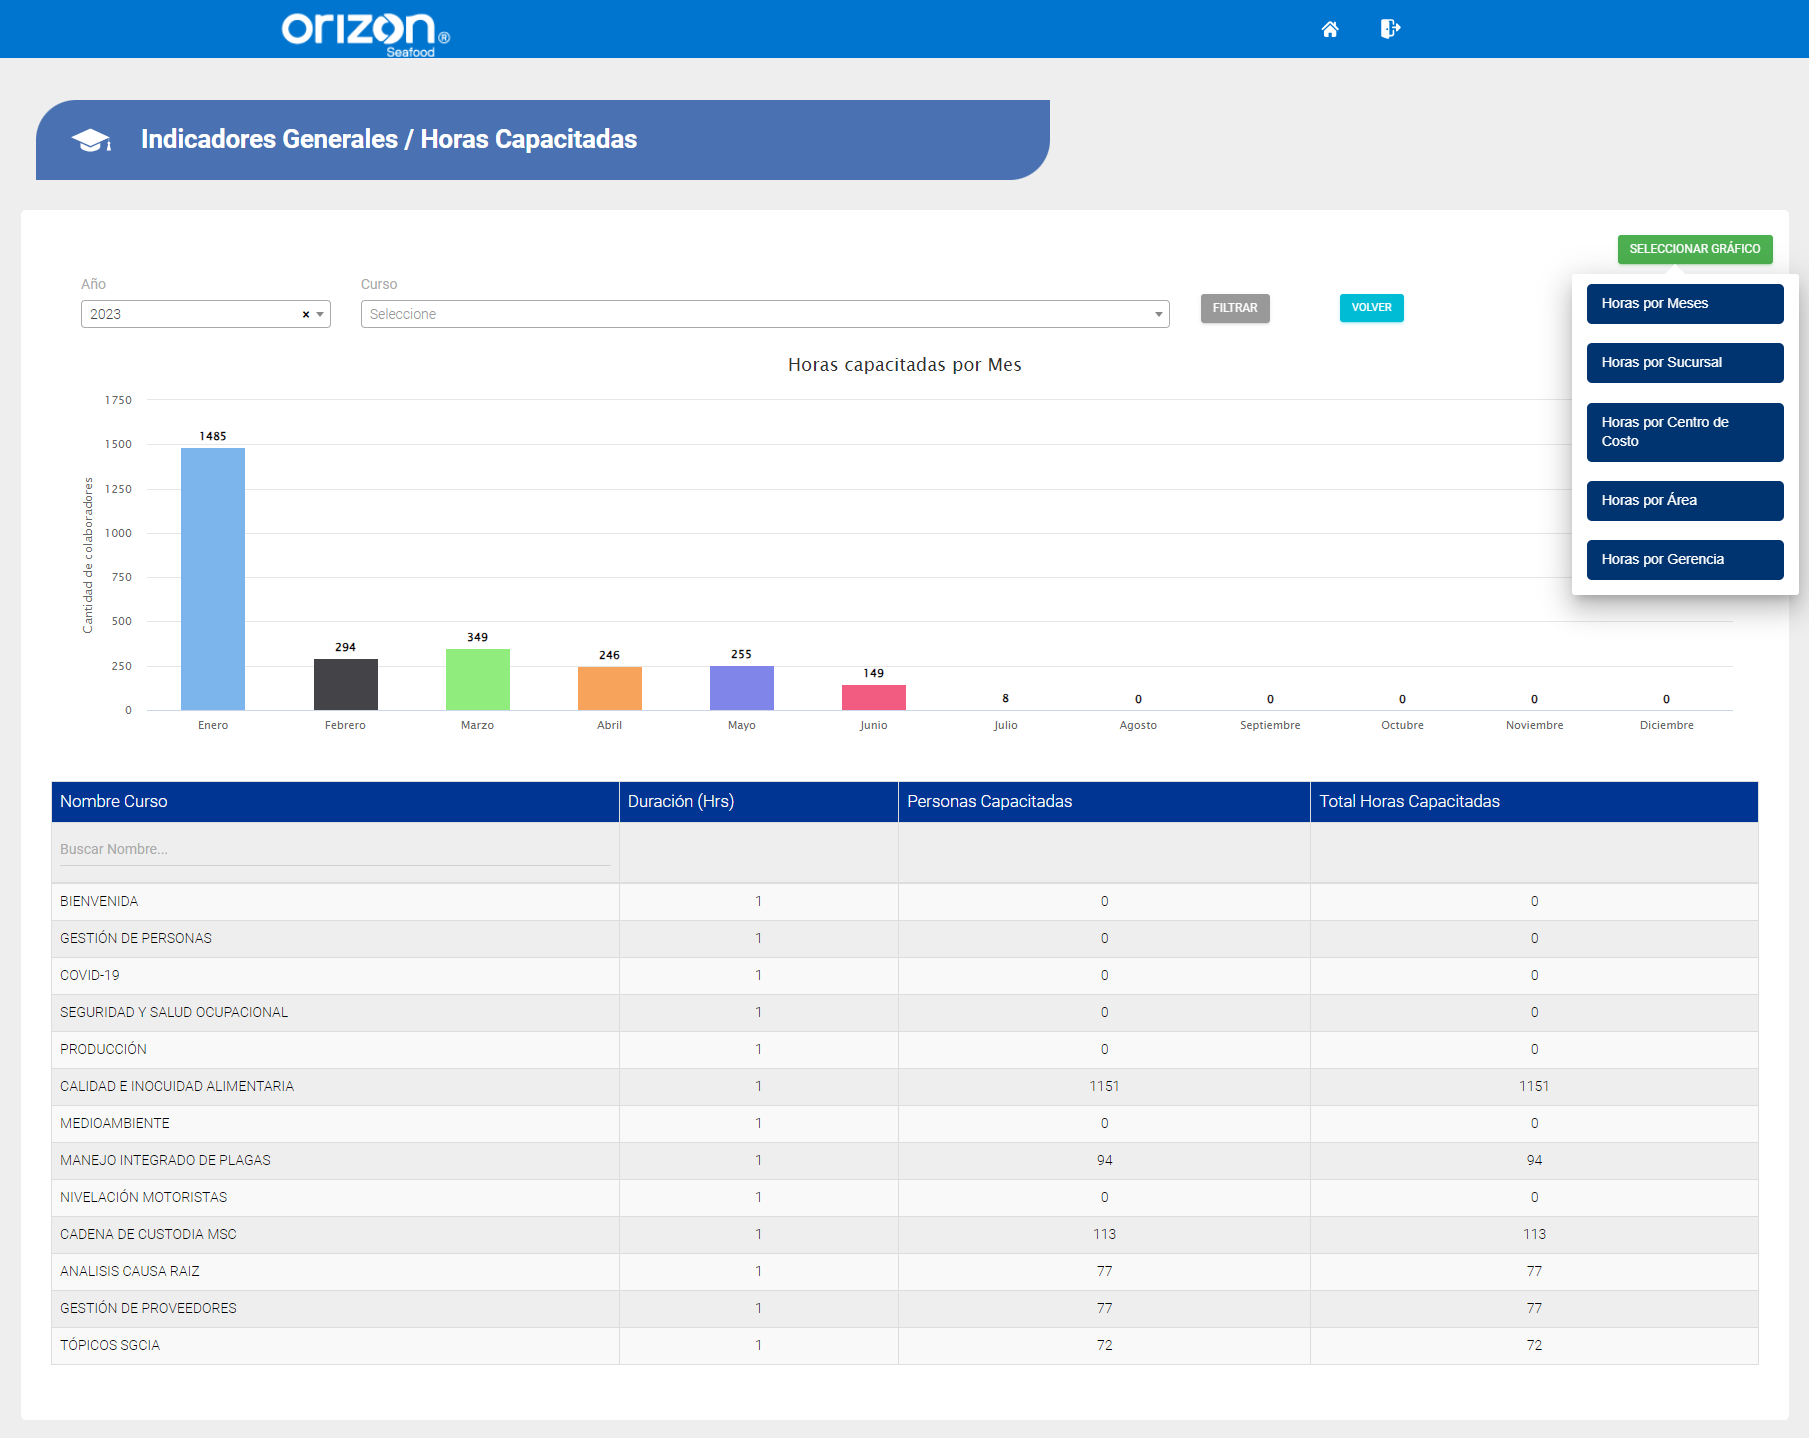 orizon®
Seafood
Indicadores Generales / Horas Capacitadas
SELECCIONAR GRÁFICO
Año
Curso
2023 × 
Seleccione
FILTRAR
VOLVER
Horas por Meses
Horas por Sucursal
Horas por Centro de
Costo
Horas por Área
Horas por Gerencia
Horas capacitadas por Mes
Cantidad de colaboradores
1750
1500
1250
1000
750
500
250
0
1485
294
349
246
255
149
8
0
0
0
0
0
Enero
Febrero
Marzo
Abril
Mayo
Junio
Julio
Agosto
Septiembre
Octubre
Noviembre
Diciembre
Nombre Curso Duración (Hrs) Personas Capacitadas Total Horas Capacitadas
Buscar Nombre...
BIENVENIDA 1 0 0
GESTIÓN DE PERSONAS 1 0 0
COVID-19 1 0 0
SEGURIDAD Y SALUD OCUPACIONAL 1 0 0
PRODUCCIÓN 1 0 0
CALIDAD E INOCUIDAD ALIMENTARIA 1 1151 1151
MEDIOAMBIENTE 1 0 0
MANEJO INTEGRADO DE PLAGAS 1 94 94
NIVELACIÓN MOTORISTAS 1 0 0
CADENA DE CUSTODIA MSC 1 113 113
ANALISIS CAUSA RAIZ 1 77 77
GESTIÓN DE PROVEEDORES 1 77 77
TÓPICOS SGCIA 1 72 72